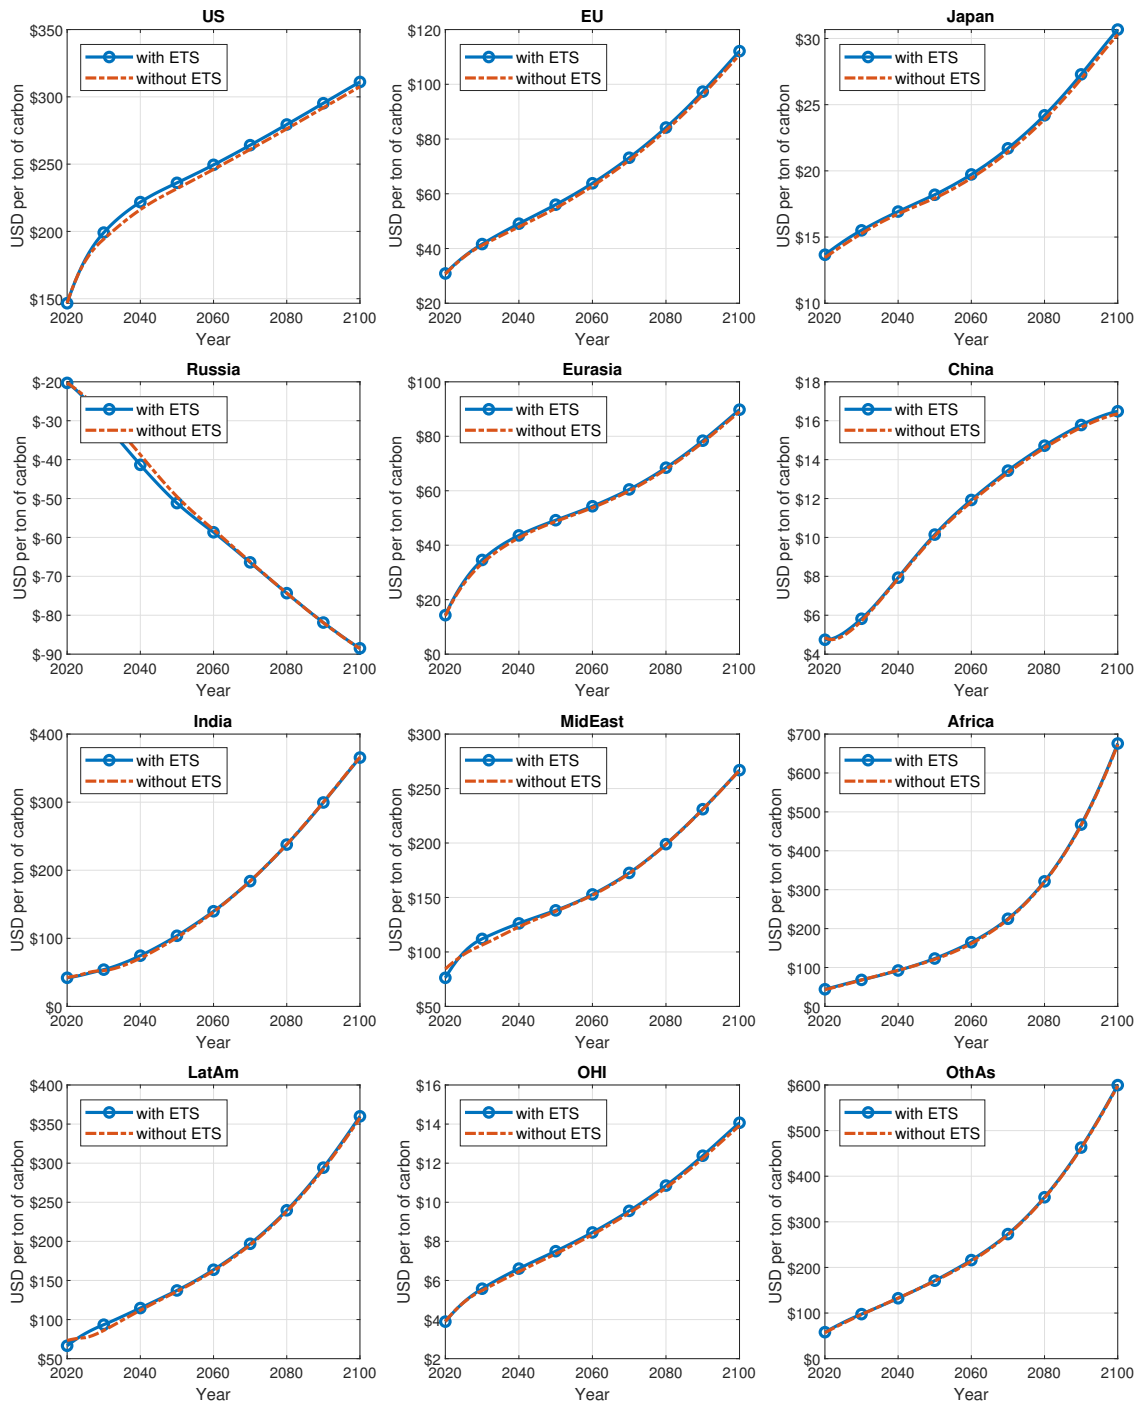 US
$350
$300
$250
$200
$150
2020 2040 2060 2080 2100
Year
USD per ton of carbon
with ETS
without ETS
EU
$120
$100
$80
$60
$40
$20
2020 2040 2060 2080 2100
Year
USD per ton of carbon
with ETS
without ETS
Japan
$30
$25
$20
$15
$10
2020 2040 2060 2080 2100
Year
USD per ton of carbon
with ETS
without ETS
Russia
$-20
$-30
$-40
$-50
$-60
$-70
$-80
$-90
2020 2040 2060 2080 2100
Year
USD per ton of carbon
with ETS
without ETS
Eurasia
$100
$80
$60
$40
$20
$0
2020 2040 2060 2080 2100
Year
USD per ton of carbon
with ETS
without ETS
China
$18
$16
$14
$12
$10
$8
$6
$4
2020 2040 2060 2080 2100
Year
USD per ton of carbon
with ETS
without ETS
India
$400
$300
$200
$100
$0
2020 2040 2060 2080 2100
Year
USD per ton of carbon
with ETS
without ETS
MidEast
$300
$250
$200
$150
$100
$50
2020 2040 2060 2080 2100
Year
USD per ton of carbon
with ETS
without ETS
Africa
$700
$600
$500
$400
$300
$200
$100
$0
2020 2040 2060 2080 2100
Year
USD per ton of carbon
with ETS
without ETS
LatAm
$400
$350
$300
$250
$200
$150
$100
$50
2020 2040 2060 2080 2100
Year
USD per ton of carbon
with ETS
without ETS
OHI
$16
$14
$12
$10
$8
$6
$4
$2
2020 2040 2060 2080 2100
Year
USD per ton of carbon
with ETS
without ETS
OthAs
$600
$500
$400
$300
$200
$100
$0
2020 2040 2060 2080 2100
Year
USD per ton of carbon
with ETS
without ETS